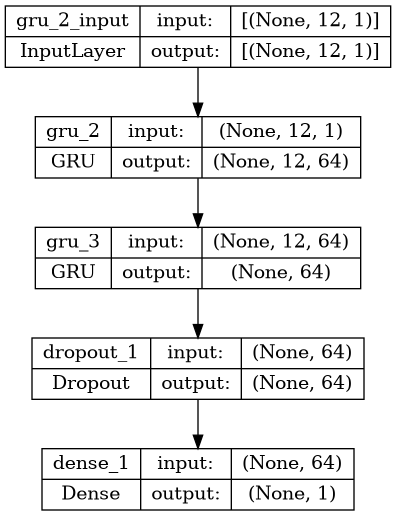 gru_2_input input: [(None, 12, 1)]
InputLayer output: [(None, 12, 1)]
gru_2 input: (None, 12, 1)
GRU output: (None, 12, 64)
gru_3 input: (None, 12, 64)
GRU output: (None, 64)
dropout_1 input: (None, 64)
Dropout output: (None, 64)
dense_1 input: (None, 64)
Dense output: (None, 1)